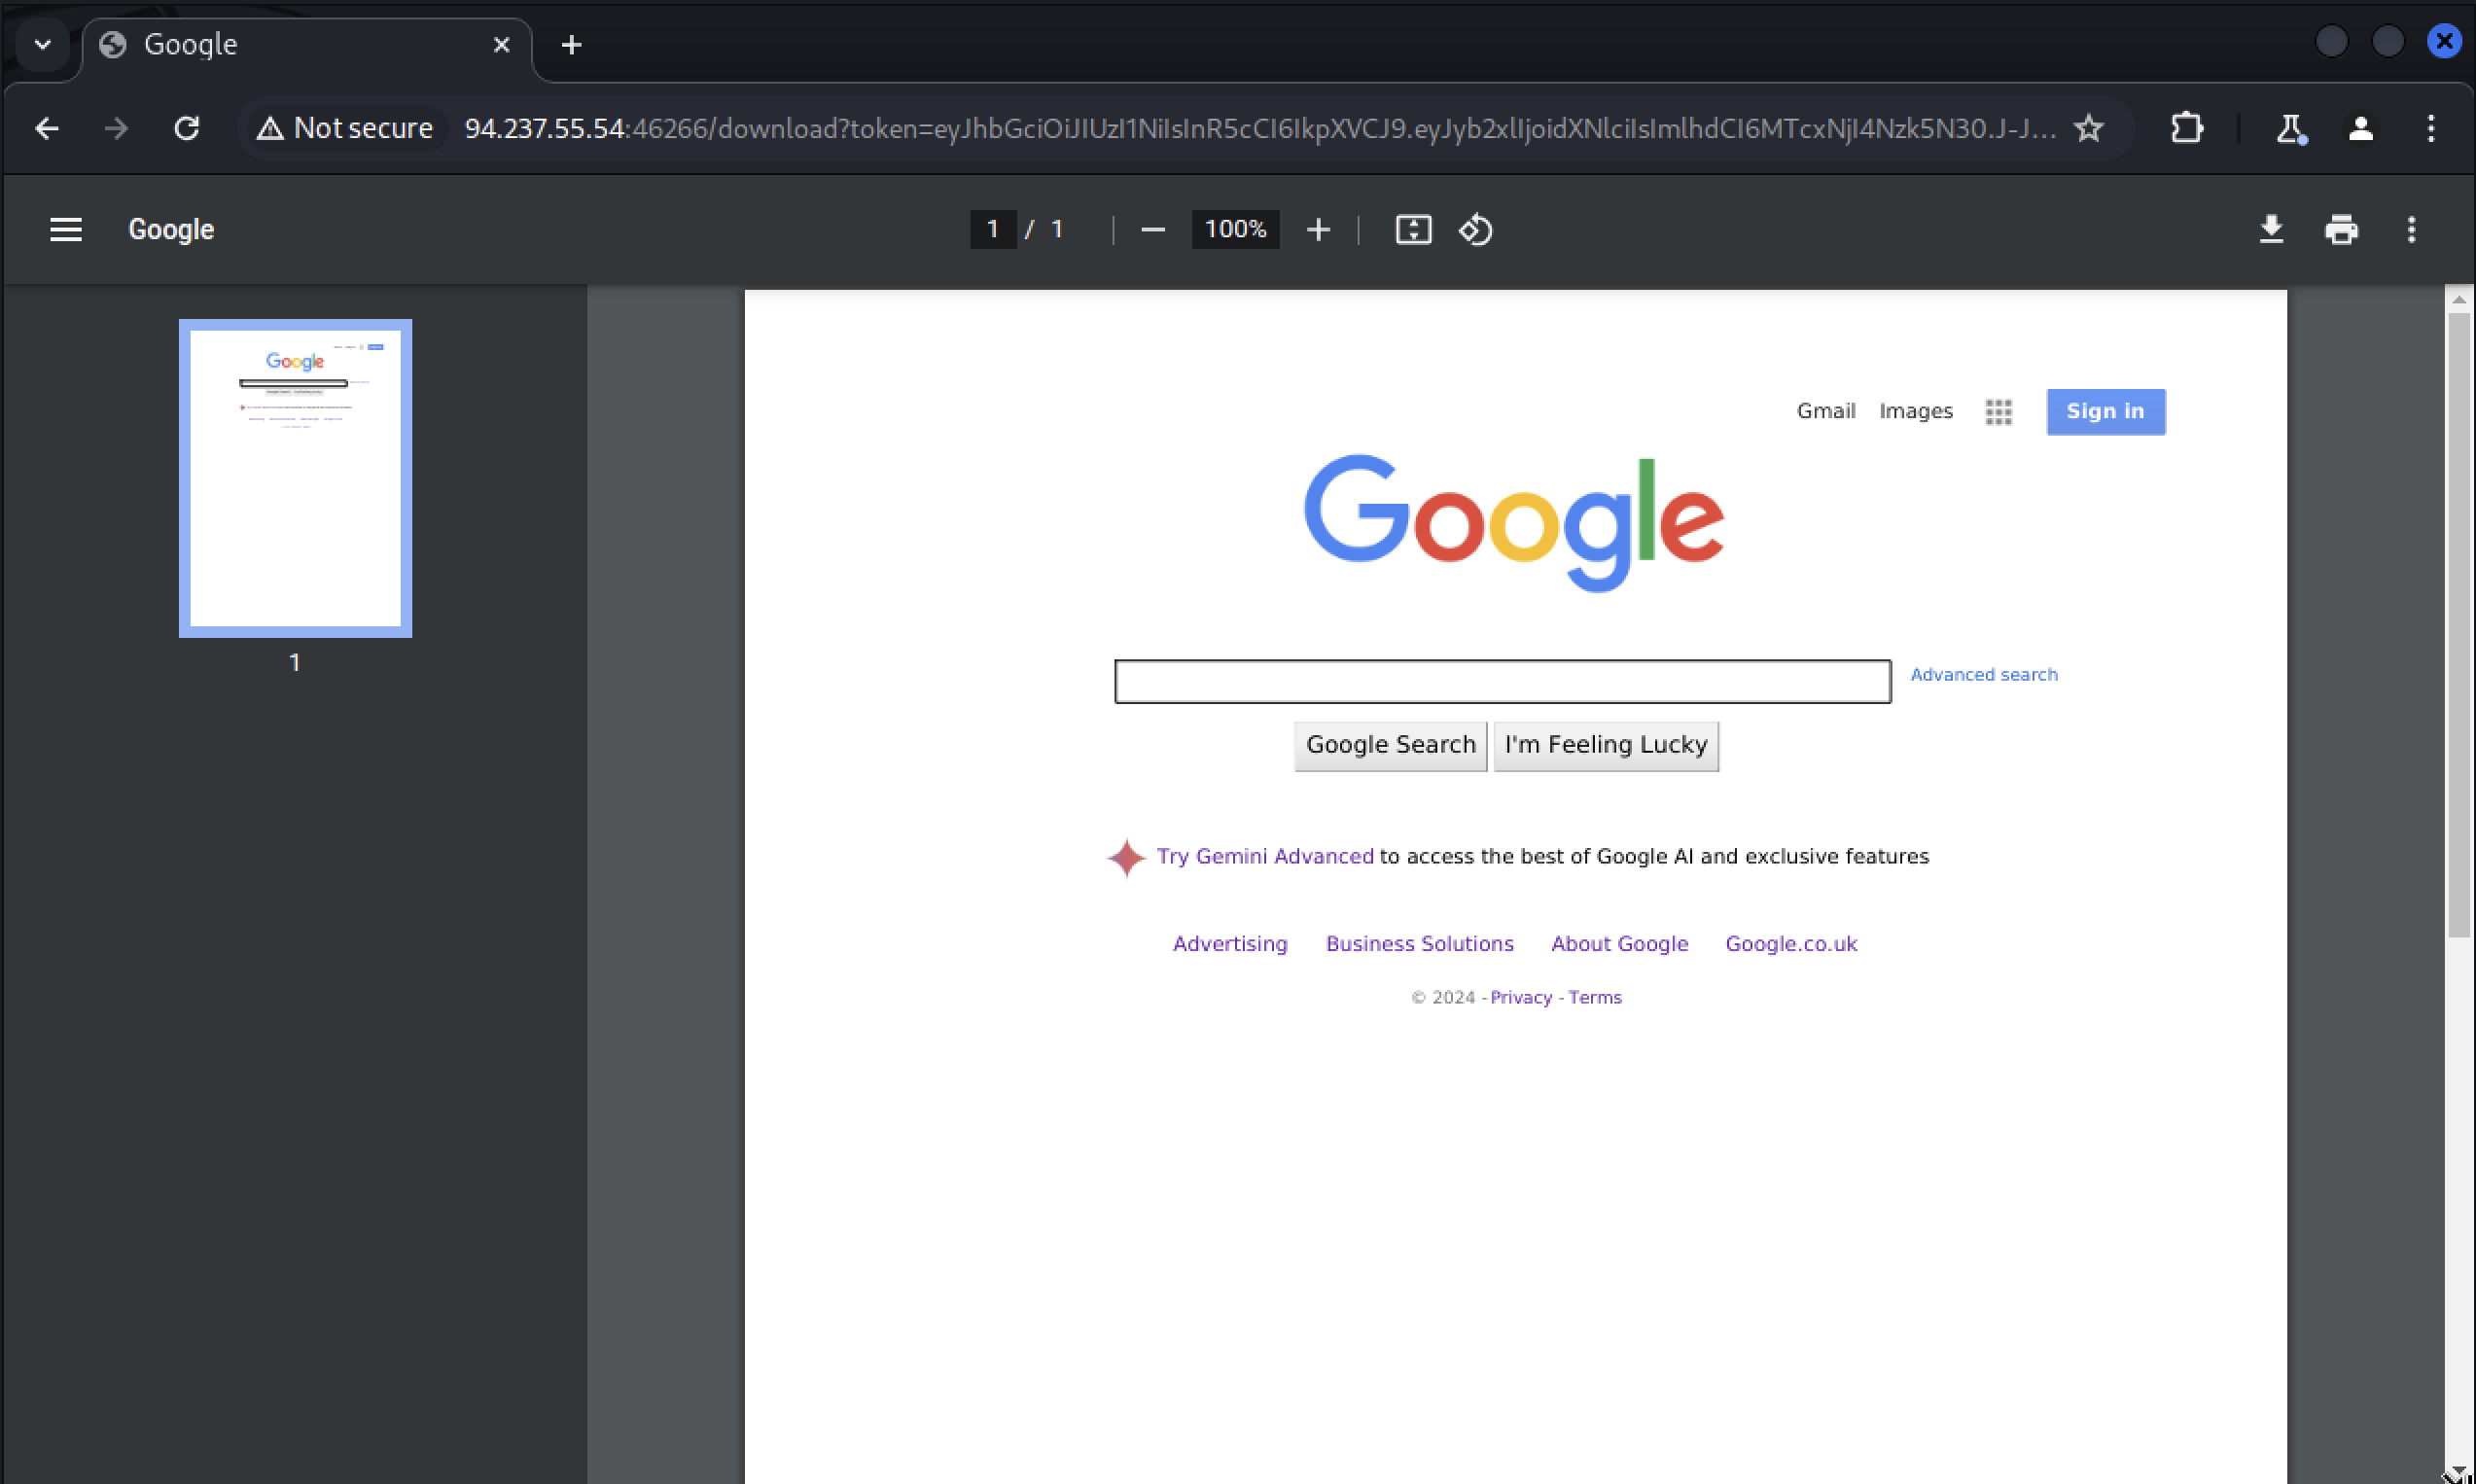 Google
Not secure 94.237.55.54:46266/download?token=eyJhbGciOiJIUzI1NiIsInR5cCI6IkpXVCJ9.eyJyb2xlIjoidXNlciIsImlhdCI6MTcxNjI4Nzk5N30.J-J...
Google
1 / 1
100%
1
Gmail Images Sign in
Google
Advanced search
Google Search I'm Feeling Lucky
Try Gemini Advanced to access the best of Google AI and exclusive features
Advertising Business Solutions About Google Google.co.uk
© 2024 - Privacy - Terms